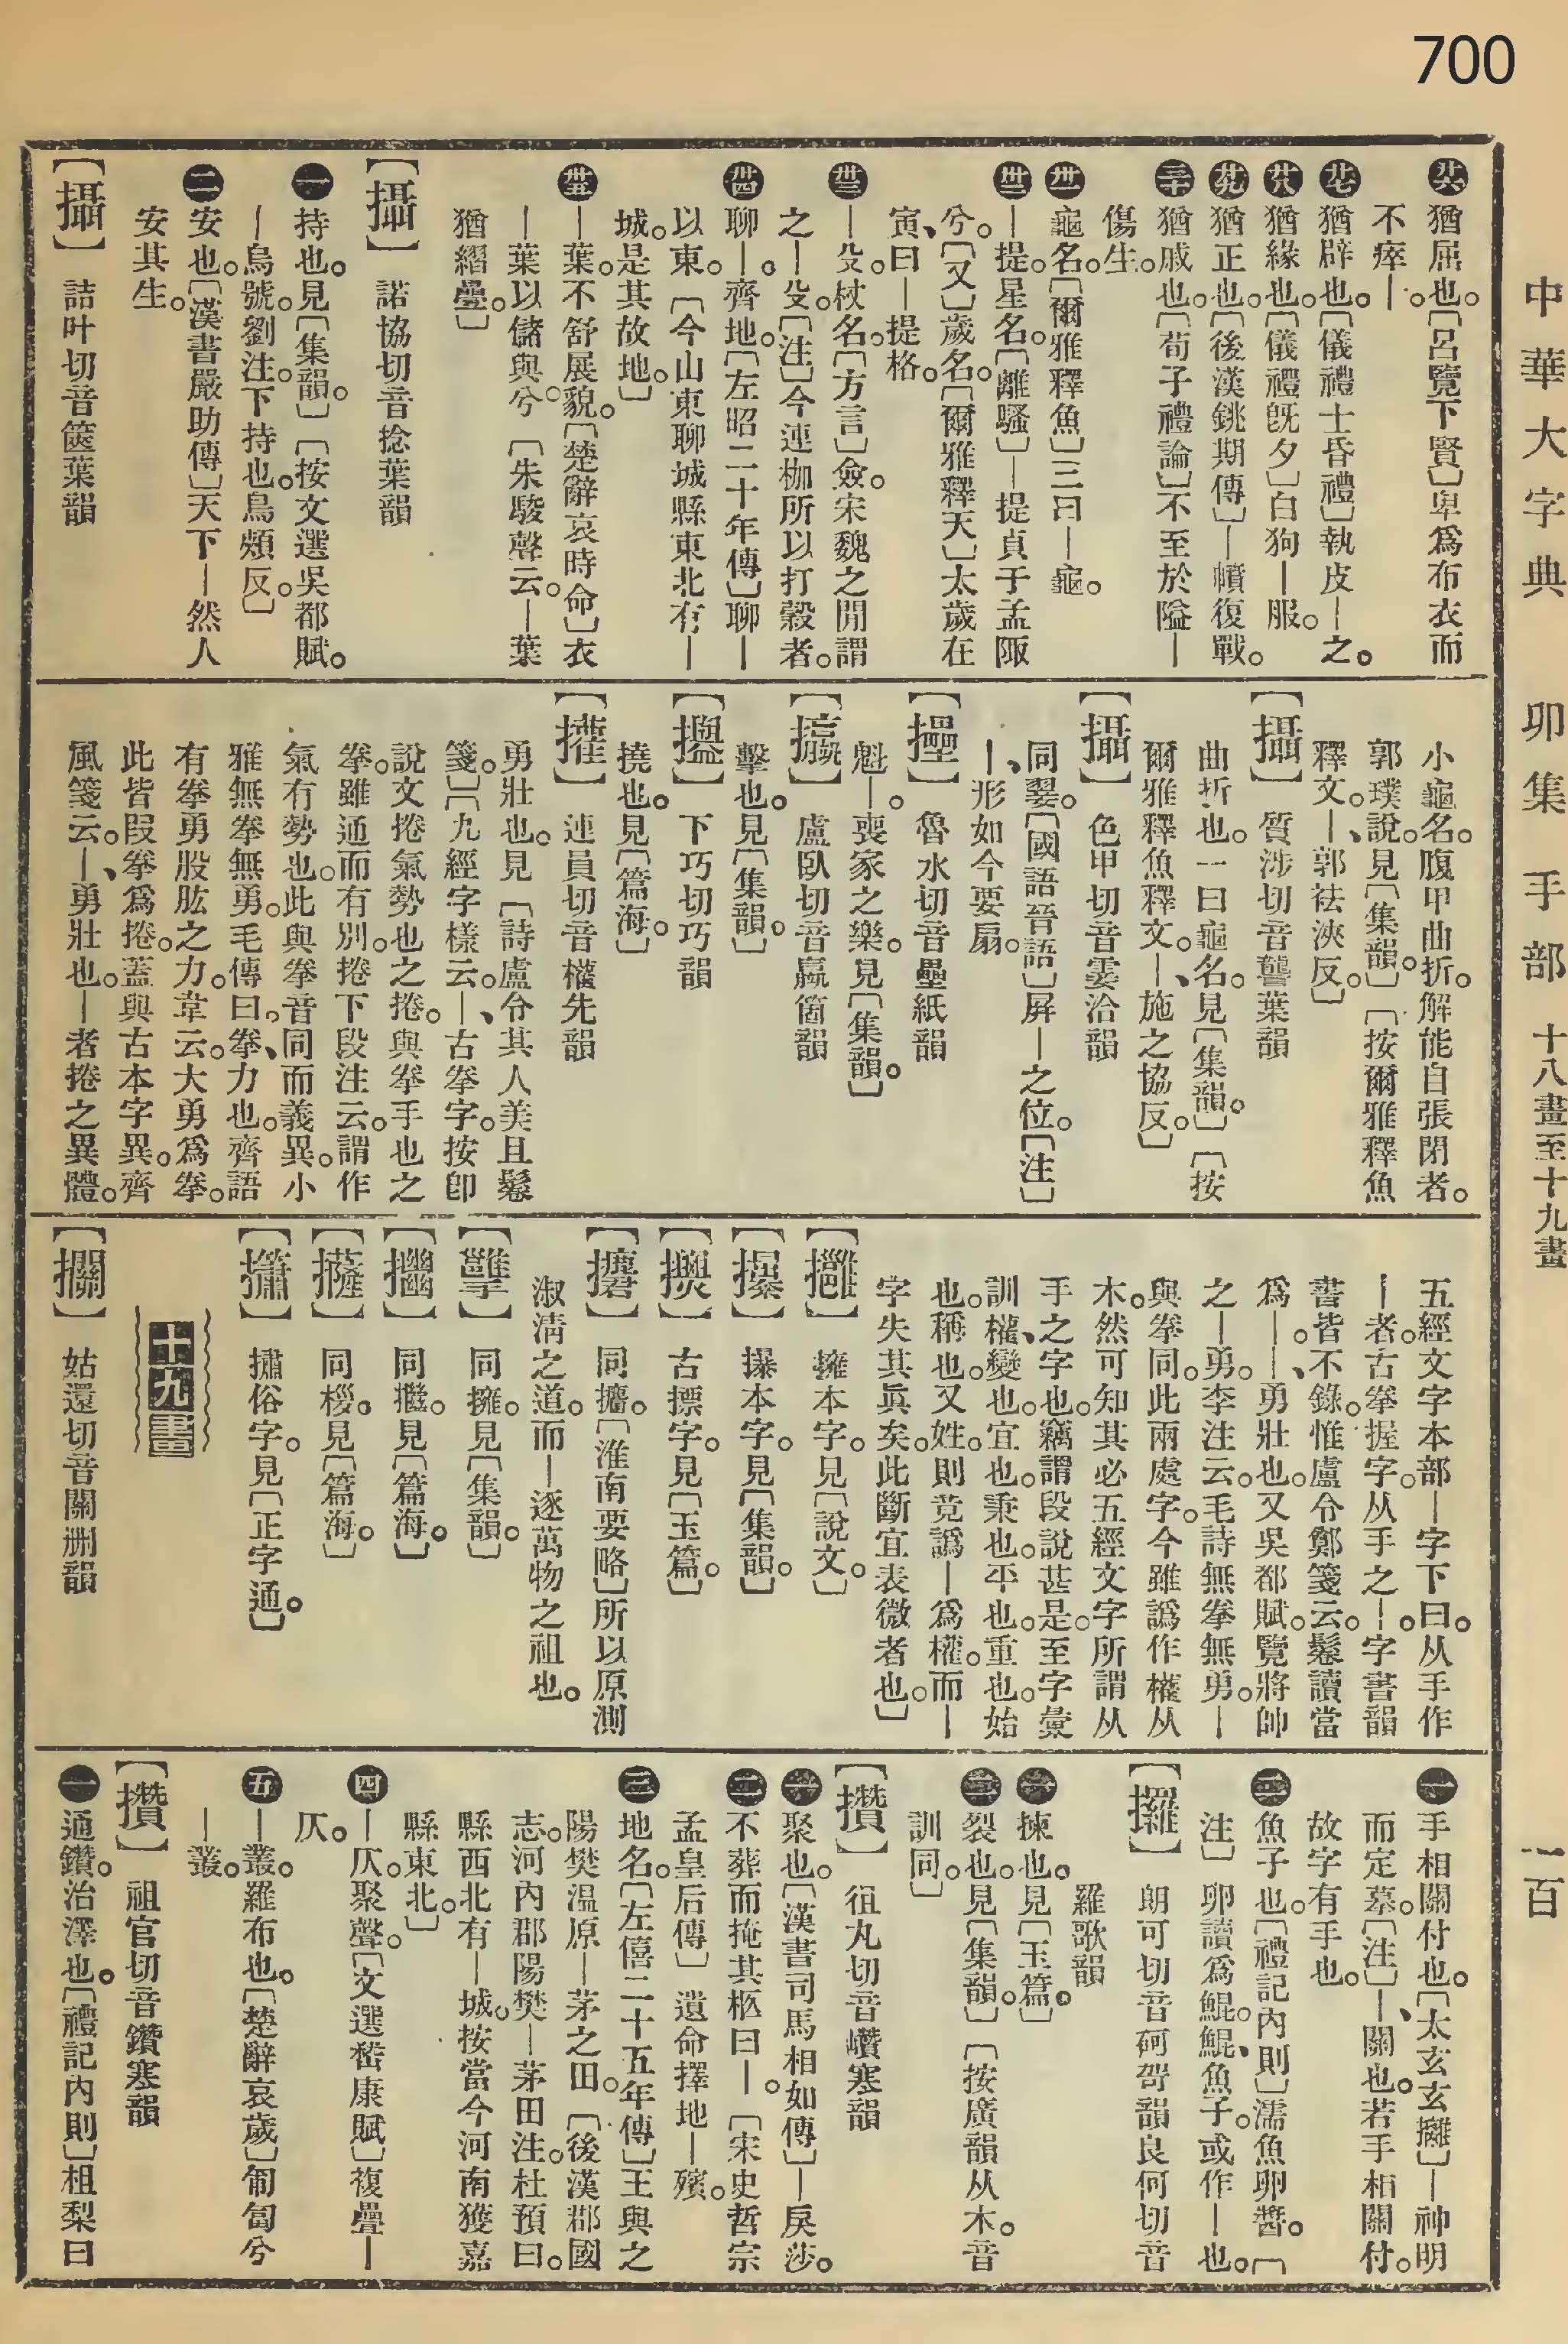 700
中華大字典　卯集　手部　十八畫至十九畫　一百
廿六 猶屈也。〔呂覽下賢〕卑爲布衣而
不瘁｜。
廿七 猶辟也。〔儀禮士昏禮〕執皮｜之。
廿八 猶緣也。〔儀禮旣夕〕白狗｜服。
廿九 猶正也。〔後漢銚期傳〕｜幘復戰。
三十 猶戚也。〔荀子禮論〕不至於隘｜
傷生。
卅一 龜名。〔爾雅釋魚〕三曰｜龜。
卅二 ｜提。星名。〔離騷〕｜提貞于孟陬
兮。〔又〕歲名。〔爾雅釋天〕太歲在
寅、曰｜提格。
卅三 ｜殳。杖名。〔方言〕僉。宋魏之閒謂
之｜殳。〔注〕今連枷所以打穀者。
卅四 聊｜。齊地。〔左昭二十年傳〕聊｜
以東。〔今山東聊城縣東北有｜
城。是其故地。〕
卅五 ｜葉。不舒展貌。〔楚辭哀時命〕衣
｜葉以儲與兮。〔朱駿聲云。｜葉
猶縐疊。〕
【攝】 諾協切音捻葉韻
一 持也。見〔集韻。〕〔按文選吳都賦。
｜烏號。劉注。下持也。鳥頰反。〕
二 安也。〔漢書嚴助傳〕天下｜然人
安其生。
【攝】 詰叶切音篋葉韻
小龜名。腹甲曲折。解能自張閉者。
郭璞說。見〔集韻。〕〔按爾雅釋魚
釋文。｜、郭祛浹反。〕
【攝】 質涉切音讋葉韻
曲折也。一曰龜名。見〔集韻。〕〔按
爾雅釋魚釋文。｜、施之協反。〕
【攝】 色甲切音霎洽韻
同翣。〔國語晉語〕屏｜之位。〔注〕
｜、形如今要扇。
【㩸】 魯水切音壘紙韻
魁｜。喪家之樂。見〔集韻。〕
【㩡】 盧臥切音臝箇韻
擊也。見〔集韻。〕
下巧切巧韻
撓也。見〔篇海。〕
【㩲】 逹員切音權先韻
勇壯也。見〔詩盧令其人美且鬈
箋。〕〔九經字樣云。｜、古拳字。按卽
說文捲氣勢也之捲。與拳手也之
拳。雖通而有別。捲下段注云。謂作
氣有勢也。此與拳音同而義異。小
雅無拳無勇。毛傳曰。拳、力也。齊語
有拳勇股肱之力。韋云。大勇爲拳。
此皆叚拳爲捲。蓋與古本字異。齊
風箋云。｜、勇壯也。｜者捲之異體。
五經文字本部｜字下曰。从手作
｜者。古拳握字。从手之｜。字書韻
書皆不錄。惟盧令鄭箋云。鬈讀當
爲｜。｜、勇壯也。又吳都賦。覽將帥
之｜勇。李注云。毛詩無拳無勇。｜
與拳同。此兩處字。今雖譌作權从
木。然可知其必五經文字所謂从
手之字也。竊謂段說甚是。至字彙
訓權、變也。宜也。秉也。平也。重也。始
也。稱也。又姓。則竟譌｜爲權。而｜
字失其眞矣。此斷宜表微者也。〕
擁本字。見〔說文。〕
㩧本字。見〔集韻。〕
古摽字。見〔玉篇。〕
【攟】 同攈。〔淮南要略〕所以原測
淑淸之道。而｜逐萬物之祖也。
同擁。見〔集韻。〕
同㩯。見〔篇海。〕
同桵。見〔篇海。〕
㩋俗字。見〔正字通。〕
十九畫
【㩯】 姑還切音關刪韻
一 手相關付也。〔太玄玄攡〕｜神明
而定摹。〔注〕｜、關也。若手相關付。
故字有手也。
二 魚子也。〔禮記內則〕濡魚卵醬。〔
注〕卵讀爲鯤。鯤、魚子。或作｜也。
【攞】 朗可切音砢哿韻良何切音
羅歌韻
一 揀也。見〔玉篇。〕
二 裂也。見〔集韻。〕〔按廣韻从木。音
訓同。〕
【攢】 徂丸切音巑寒韻
一 聚也。〔漢書司馬相如傳〕｜戾莎。
二 不葬而掩其柩曰｜。〔宋史哲宗
孟皇后傳〕遺命擇地｜殯。
三 地名。〔左僖二十五年傳〕王與之
陽樊溫原｜茅之田。〔後漢郡國
志。河內郡陽樊｜茅田注。杜預曰。
縣西北有｜城。按當今河南獲嘉
縣東北。〕
四 ｜仄。聚聲。〔文選嵇康賦〕複疊｜
仄。
五 ｜叢。羅布也。〔楚辭哀歲〕匍匐兮
｜叢。
【攢】 祖官切音鑽寒韻
一 通鑽。治澤也。〔禮記內則〕柤梨曰